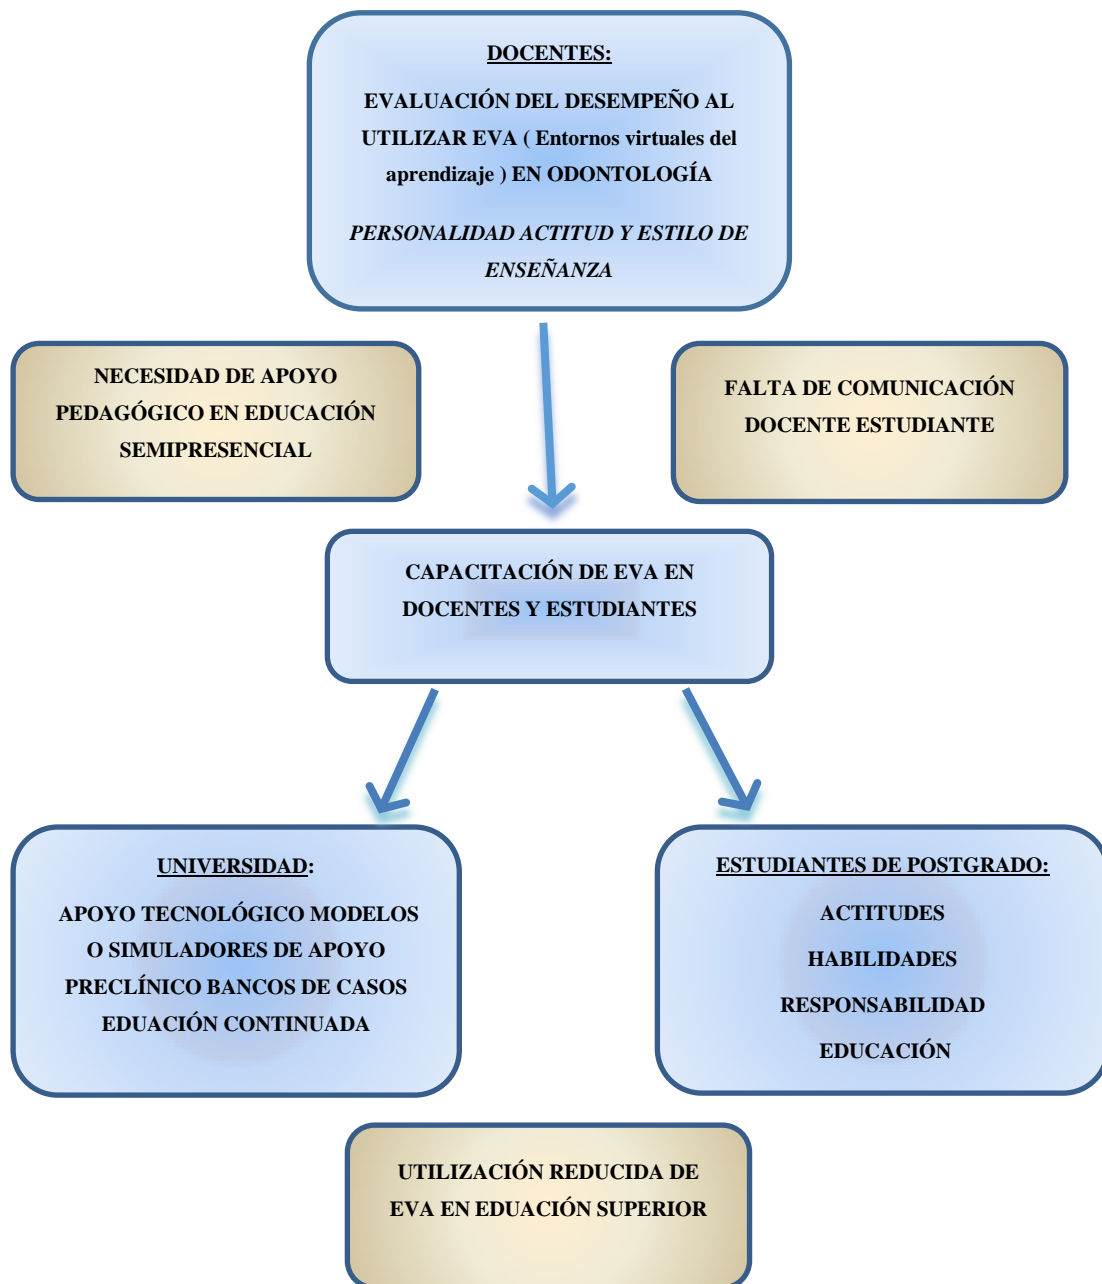 DOCENTES:
EVALUACIÓN DEL DESEMPEÑO AL
UTILIZAR EVA ( Entornos virtuales del
aprendizaje ) EN ODONTOLOGÍA
PERSONALIDAD ACTITUD Y ESTILO DE
ENSEÑANZA
NECESIDAD DE APOYO
PEDAGÓGICO EN EDUCACIÓN
SEMIPRESENCIAL
FALTA DE COMUNICACIÓN
DOCENTE ESTUDIANTE
CAPACITACIÓN DE EVA EN
DOCENTES Y ESTUDIANTES
UNIVERSIDAD:
APOYO TECNOLÓGICO MODELOS
O SIMULADORES DE APOYO
PRECLÍNICO BANCOS DE CASOS
EDUACIÓN CONTINUADA
ESTUDIANTES DE POSTGRADO:
ACTITUDES
HABILIDADES
RESPONSABILIDAD
EDUCACIÓN
UTILIZACIÓN REDUCIDA DE
EVA EN EDUACIÓN SUPERIOR